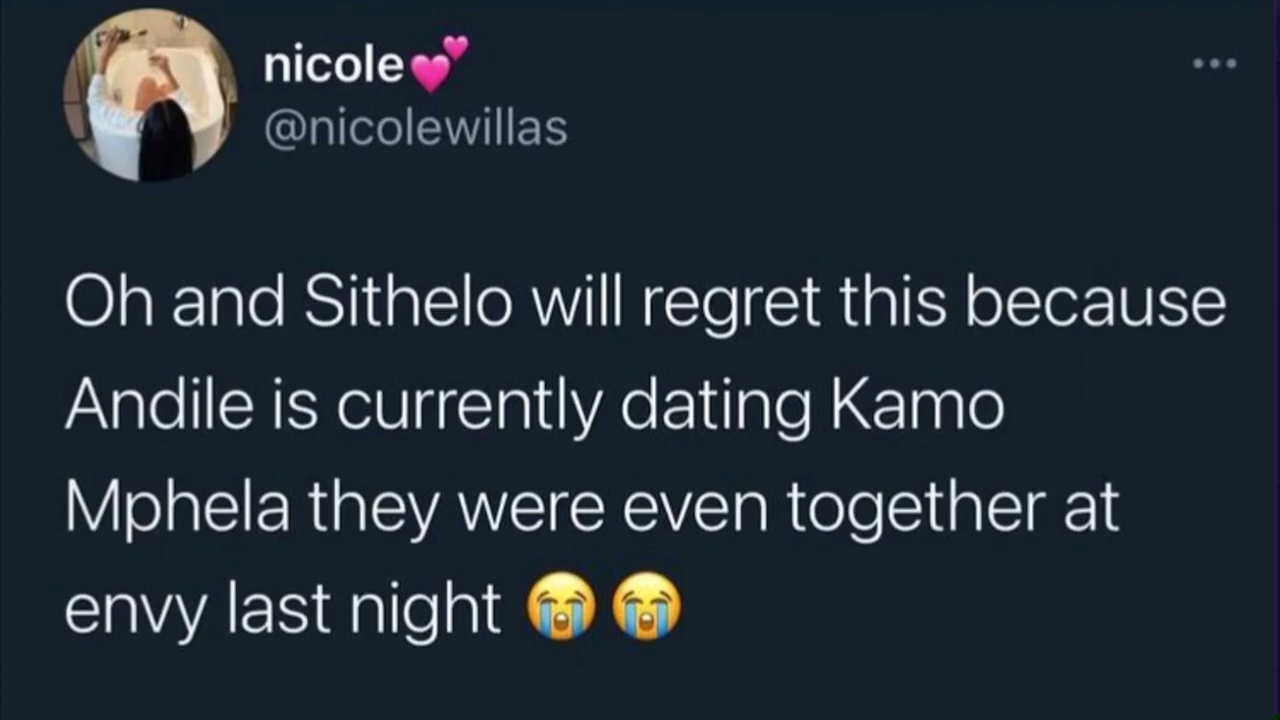 nicole💕
@nicolewillas
Oh and Sithelo will regret this because
Andile is currently dating Kamo
Mphela they were even together at
envy last night 😭😭